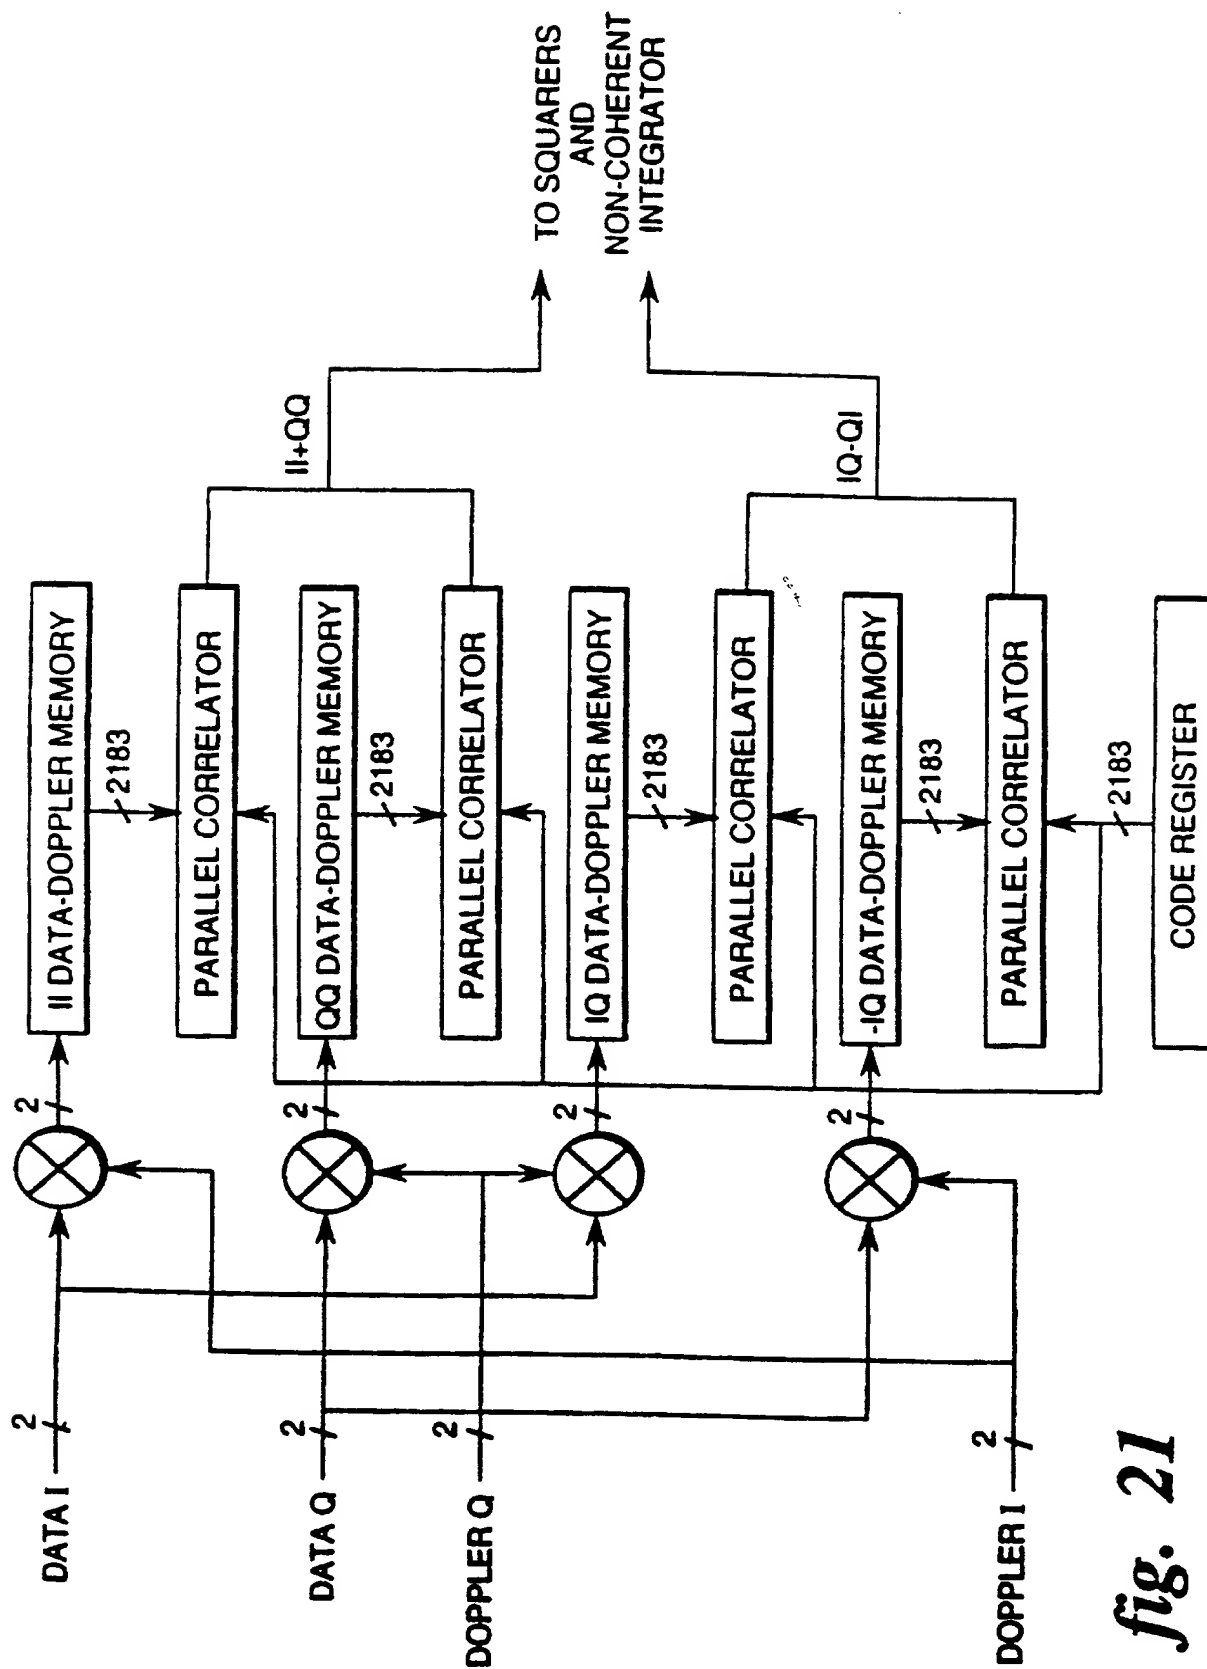 DATA I
2
2
II DATA-DOPPLER MEMORY
2183
PARALLEL CORRELATOR
II+QQ
TO SQUARERS
AND
NON-COHERENT
INTEGRATOR
DATA Q
2
2
QQ DATA-DOPPLER MEMORY
2183
PARALLEL CORRELATOR
DOPPLER Q
2
2
IQ DATA-DOPPLER MEMORY
2183
PARALLEL CORRELATOR
IQ-QI
2
-IQ DATA-DOPPLER MEMORY
2183
PARALLEL CORRELATOR
DOPPLER I
2
2183
CODE REGISTER
fig. 21